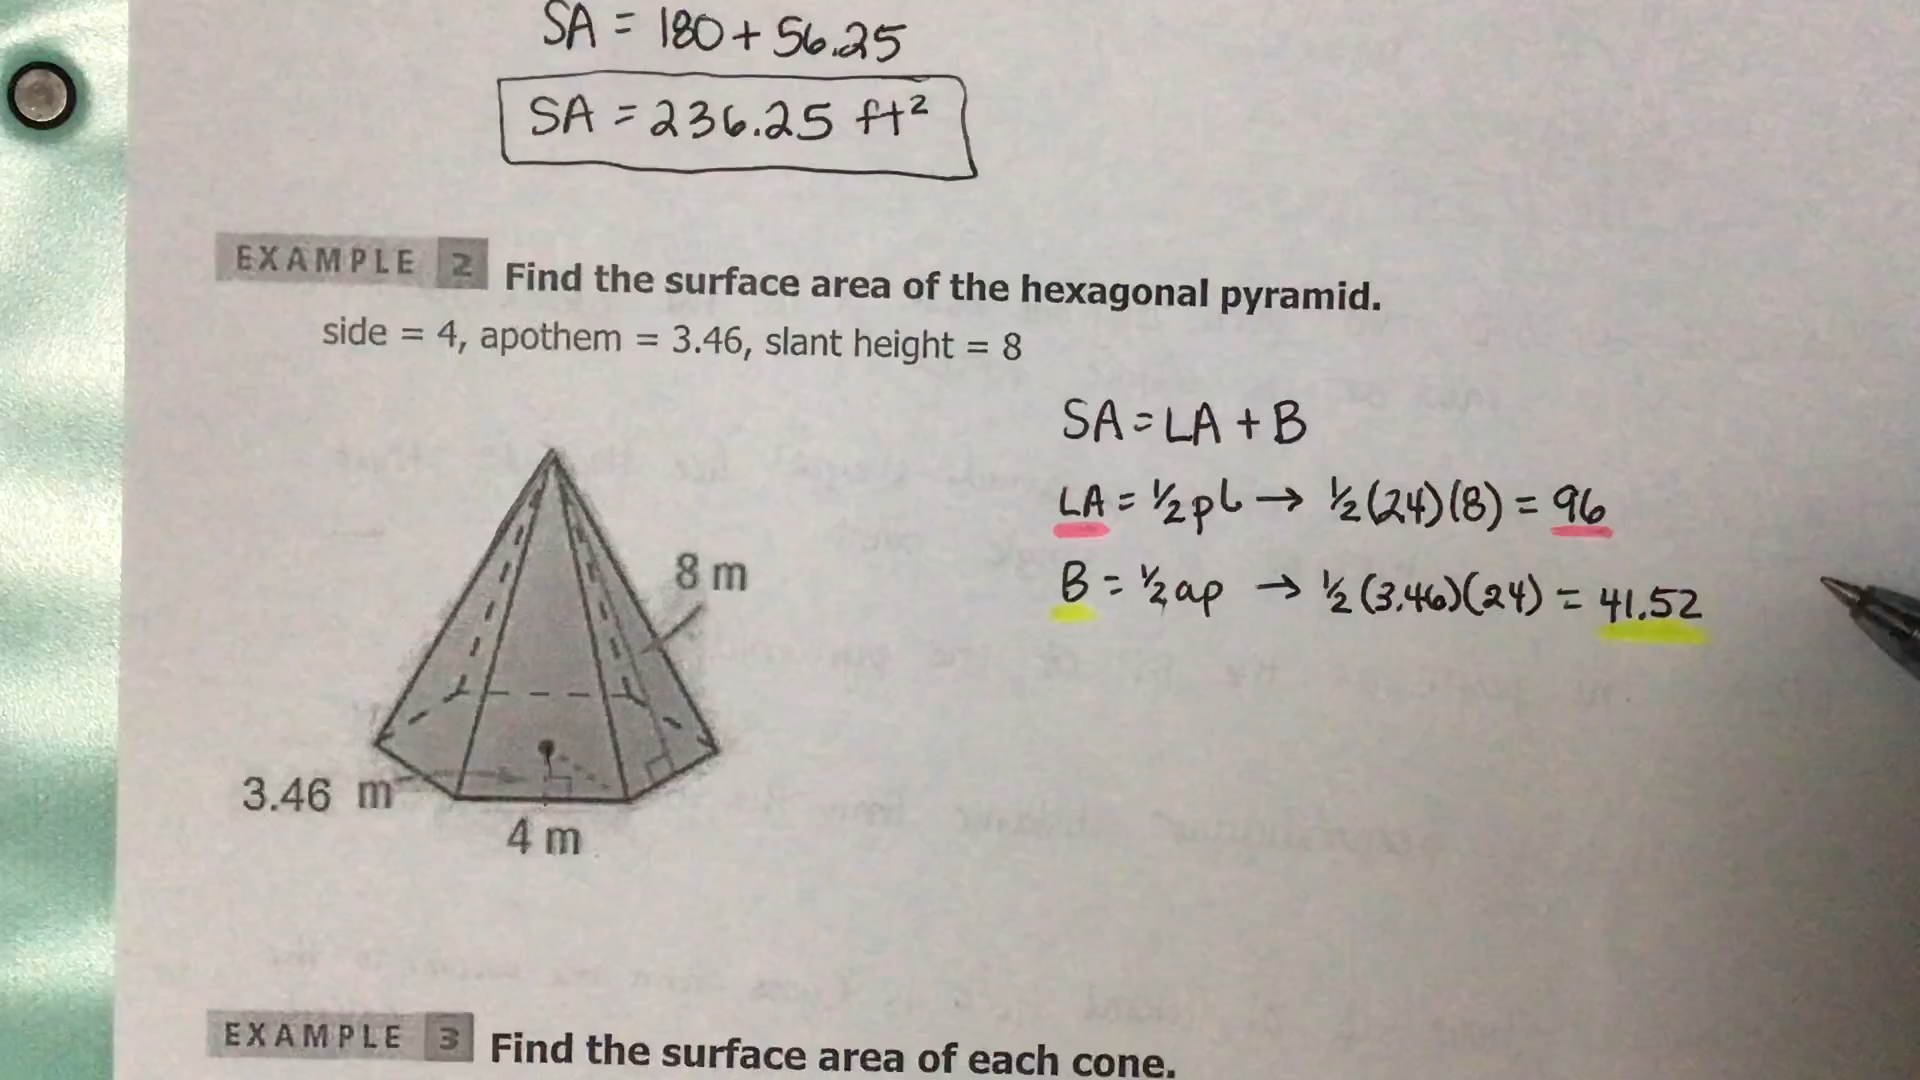 SA = 180 + 56.25
SA = 236.25 ft²
EXAMPLE 2 Find the surface area of the hexagonal pyramid.
side = 4, apothem = 3.46, slant height = 8
SA = LA + B
LA = ½pl → ½(24)(8) = 96
B = ½ap → ½(3.46)(24) = 41.52
8 m
3.46 m
4 m
EXAMPLE 3 Find the surface area of each cone.